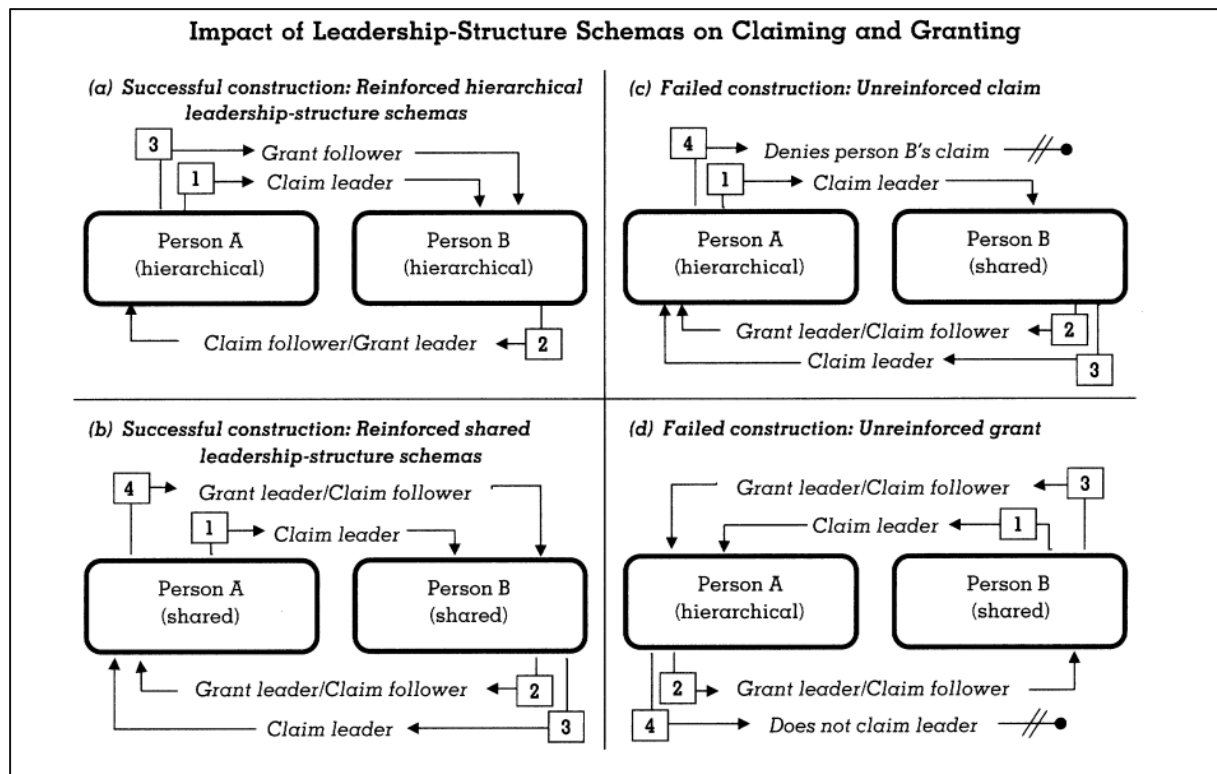 Impact of Leadership-Structure Schemas on Claiming and Granting
(a) Successful construction: Reinforced hierarchical
leadership-structure schemas
3
Grant follower
1
Claim leader
Person A
(hierarchical)
Person B
(hierarchical)
Claim follower/Grant leader
2
(c) Failed construction: Unreinforced claim
4
Denies person B's claim
1
Claim leader
Person A
(hierarchical)
Person B
(shared)
Grant leader/Claim follower
2
Claim leader
3
(b) Successful construction: Reinforced shared
leadership-structure schemas
4
Grant leader/Claim follower
1
Claim leader
Person A
(shared)
Person B
(shared)
Grant leader/Claim follower
2
Claim leader
3
(d) Failed construction: Unreinforced grant
Grant leader/Claim follower
3
Claim leader
1
Person A
(hierarchical)
Person B
(shared)
2
Grant leader/Claim follower
4
Does not claim leader